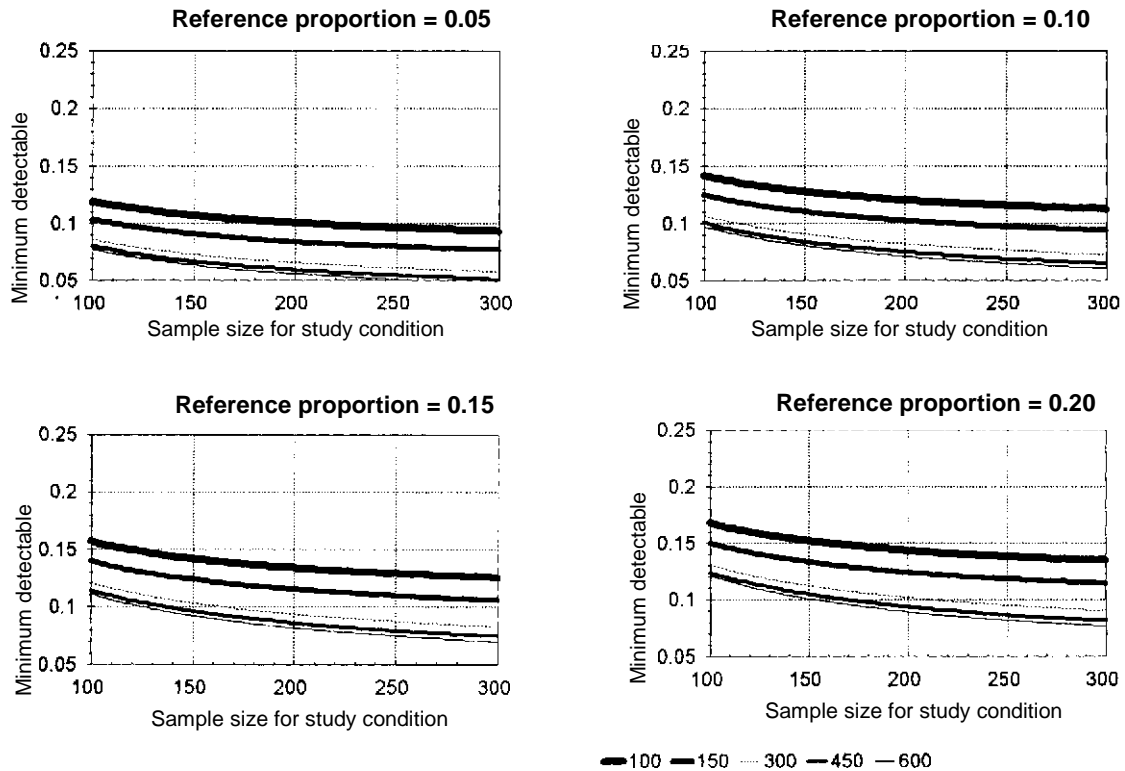 Reference proportion = 0.05
0.25
0.2
0.15
0.1
0.05
Minimum detectable
100 150 200 250 300
Sample size for study condition
Reference proportion = 0.10
0.25
0.2
0.15
0.1
0.05
Minimum detectable
100 150 200 250 300
Sample size for study condition
Reference proportion = 0.15
0.25
0.2
0.15
0.1
0.05
Minimum detectable
100 150 200 250 300
Sample size for study condition
Reference proportion = 0.20
0.25
0.2
0.15
0.1
0.05
Minimum detectable
100 150 200 250 300
Sample size for study condition
100 150 300 450 600